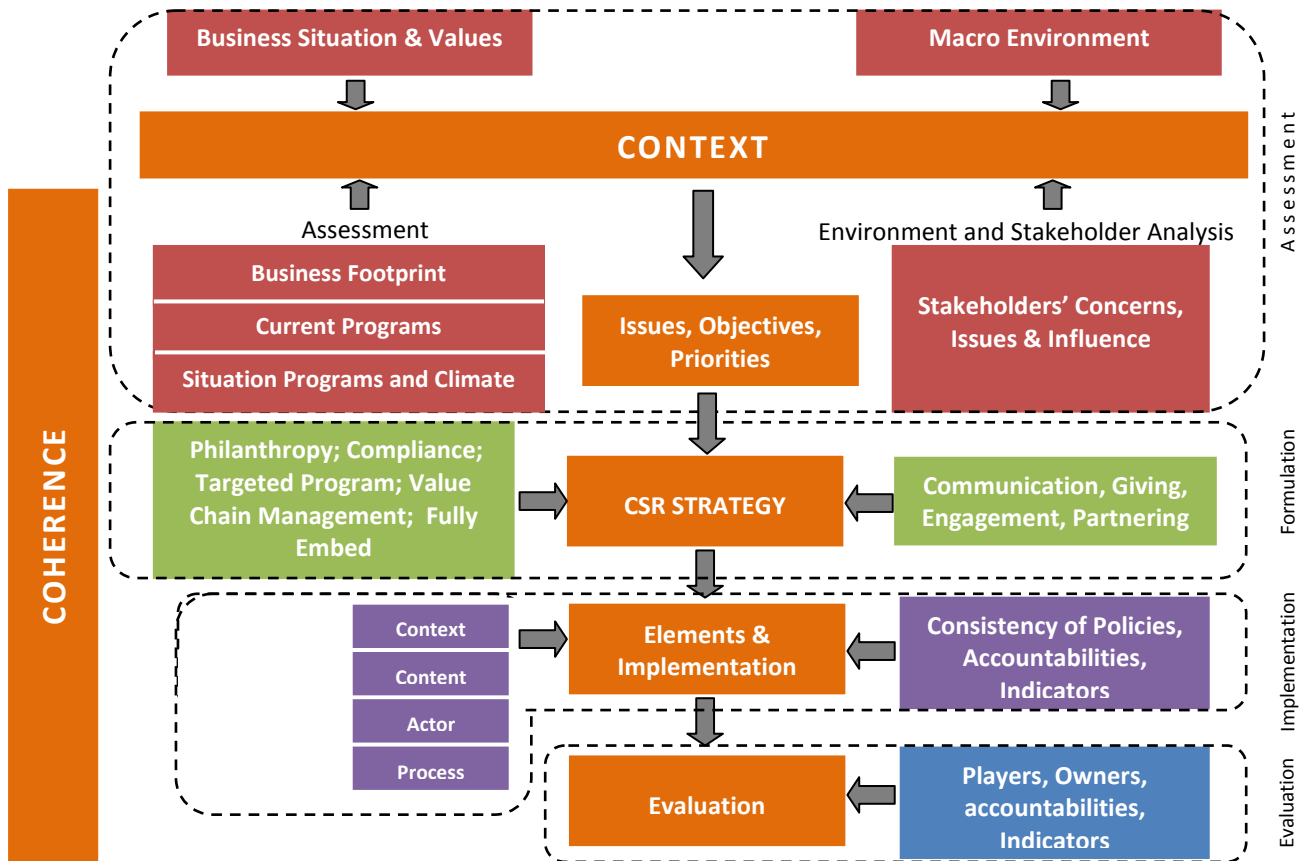 Business Situation & Values
Macro Environment
CONTEXT
Assessment
Assessment
Environment and Stakeholder Analysis
Business Footprint
Current Programs
Situation Programs and Climate
Issues, Objectives,
Priorities
Stakeholders’ Concerns,
Issues & Influence
COHERENCE
Philanthropy; Compliance;
Targeted Program; Value
Chain Management; Fully
Embed
CSR STRATEGY
Communication, Giving,
Engagement, Partnering
Formulation
Context
Content
Actor
Process
Elements &
Implementation
Consistency of Policies,
Accountabilities,
Indicators
Implementation
Evaluation
Players, Owners,
accountabilities,
Indicators
Evaluation